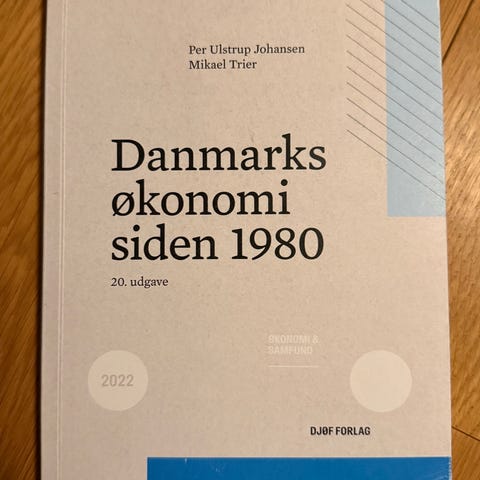 Per Ulstrup Johansen
Mikael Trier
Danmarks
økonomi
siden 1980
20. udgave
ØKONOMI &
SAMFUND
2022
DJØF FORLAG